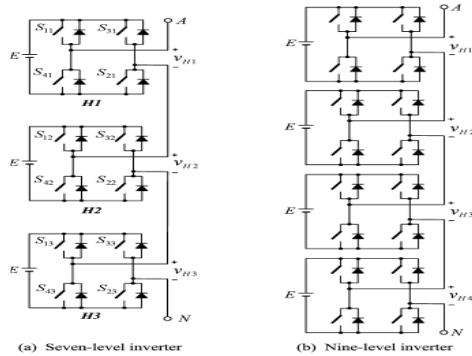 A
S11 S31
E
+
vH1
−
S41 S21
H1
S12 S32
E
+
vH2
−
S42 S22
H2
S13 S33
E
+
vH3
−
S43 S23
H3
N
(a) Seven-level inverter
A
E
+
vH1
−
E
+
vH2
−
E
+
vH3
−
E
+
vH4
−
N
(b) Nine-level inverter